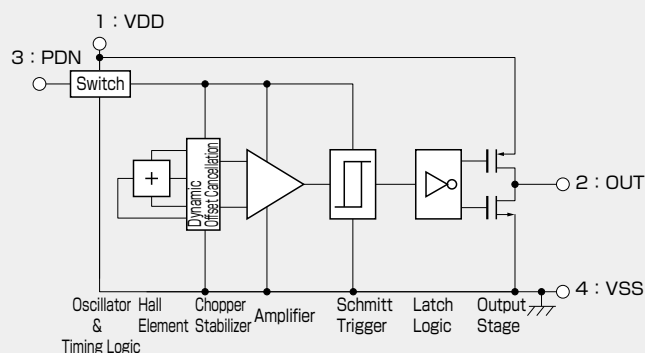 1 : VDD
3 : PDN
Switch
Dynamic
Offset Cancellation
+
2 : OUT
4 : VSS
Oscillator
&
Timing Logic
Hall
Element
Chopper
Stabilizer
Amplifier
Schmitt
Trigger
Latch
Logic
Output
Stage